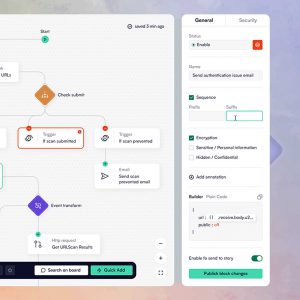 saved 3 min ago
Start
URLs
Check submit
Trigger
If scan submitted
Trigger
If scan prevented
Email
Send scan
prevented email
Event transform
Http request
Get URLScan Results
Search on board
Quick Add
General
Security
Status
Enable
Name
Send authentication issue email
Sequence
Prefix
Suffix
Encryption
Sensitive / Personal information
Hidden / Confidential
Add annotation
Builder
Plain Code
{
url : {} .receive.body.u2...
public : off
}
Enable to send to story
Publish block changes